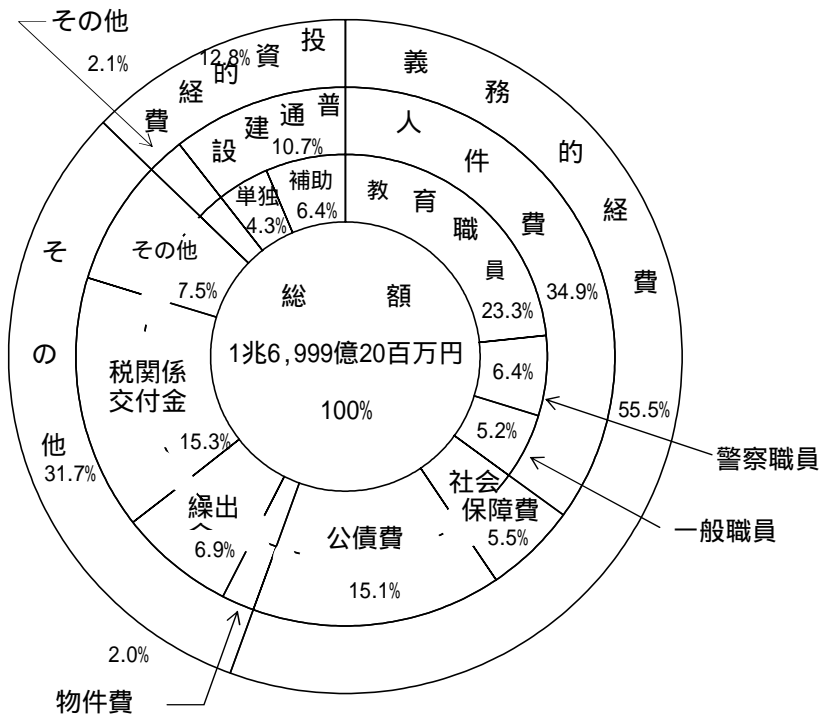 その他
2.1%
投資的経費
12.8%
義務的経費
55.5%
普通建設
10.7%
人件費
34.9%
単独
4.3%
補助
6.4%
教育職員
23.3%
その他
7.5%
総額
1兆6,999億20百万円
100%
6.4%
警察職員
5.2%
一般職員
税関係
交付金
15.3%
その他
31.7%
社会
保障費
5.5%
繰出
6.9%
公債費
15.1%
2.0%
物件費